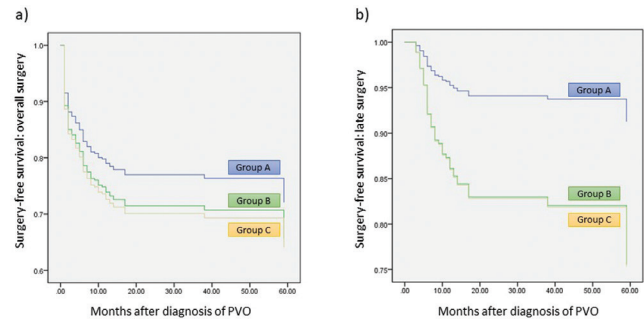 a)
Surgery-free survival: overall surgery
1.0
0.9
0.8
0.7
0.6
Group A
Group B
Group C
.00
10.00
20.00
30.00
40.00
50.00
60.00
Months after diagnosis of PVO
b)
Surgery-free survival: late surgery
1.00
0.95
0.90
0.85
0.80
0.75
Group A
Group B
Group C
.00
10.00
20.00
30.00
40.00
50.00
60.00
Months after diagnosis of PVO